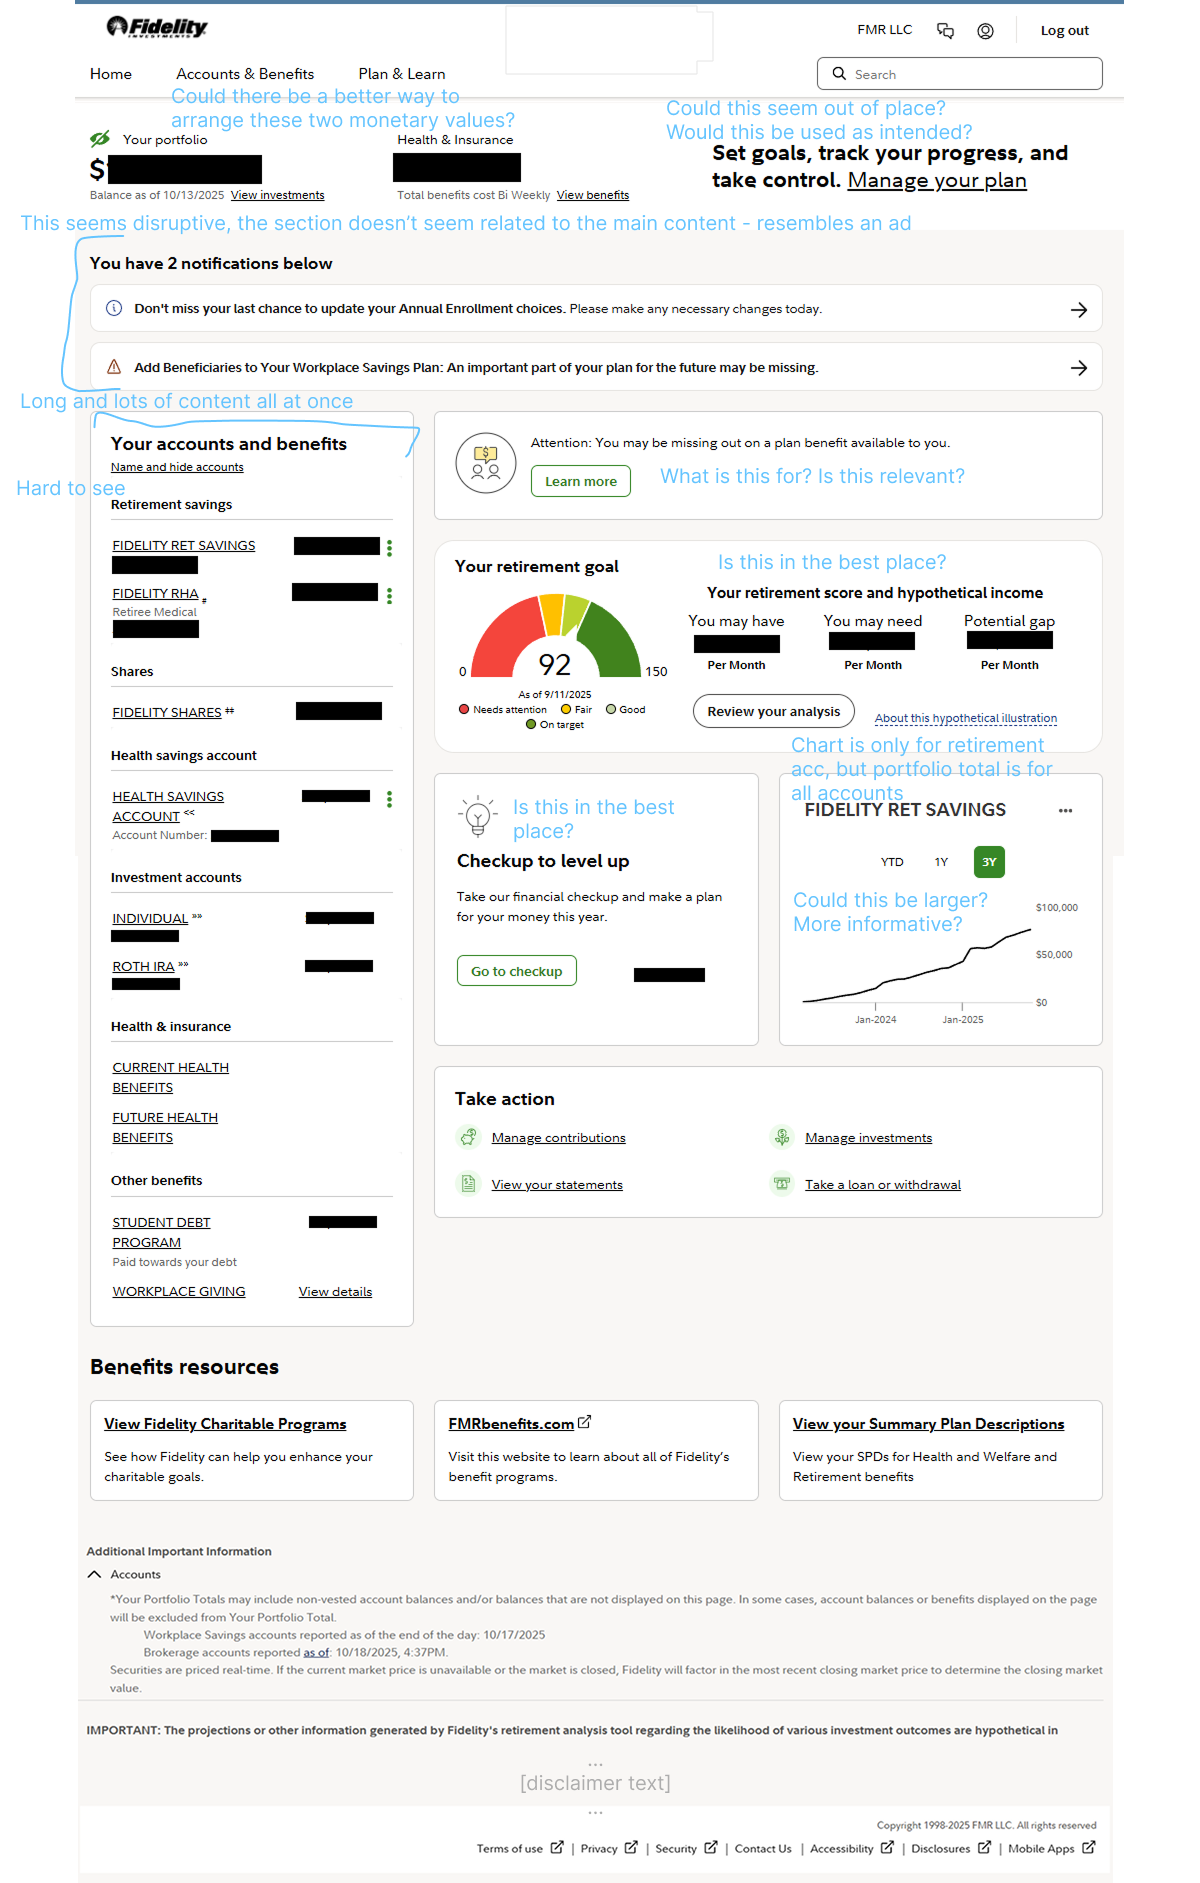 Fidelity
INVESTMENTS
FMR LLC
Log out
Home Accounts & Benefits Plan & Learn
Search
Could there be a better way to
arrange these two monetary values?
Could this seem out of place?
Would this be used as intended?
Your portfolio
$
Balance as of 10/13/2025 View investments
Health & Insurance
Total benefits cost Bi Weekly View benefits
Set goals, track your progress, and
take control. Manage your plan
This seems disruptive, the section doesn't seem related to the main content - resembles an ad
You have 2 notifications below
Don't miss your last chance to update your Annual Enrollment choices. Please make any necessary changes today.
Add Beneficiaries to Your Workplace Savings Plan: An important part of your plan for the future may be missing.
Long and lots of content all at once
Your accounts and benefits
Name and hide accounts
Hard to see
Retirement savings
FIDELITY RET SAVINGS
FIDELITY RHA #
Retiree Medical
Shares
FIDELITY SHARES ‡‡
Health savings account
HEALTH SAVINGS
ACCOUNT <<
Account Number:
Investment accounts
INDIVIDUAL »»
ROTH IRA »»
Health & insurance
CURRENT HEALTH
BENEFITS
FUTURE HEALTH
BENEFITS
Other benefits
STUDENT DEBT
PROGRAM
Paid towards your debt
WORKPLACE GIVING View details
Attention: You may be missing out on a plan benefit available to you.
Learn more
What is this for? Is this relevant?
Your retirement goal
0
92
150
As of 9/11/2025
Needs attention Fair Good
On target
Is this in the best place?
Your retirement score and hypothetical income
You may have You may need Potential gap
Per Month Per Month Per Month
Review your analysis
About this hypothetical illustration
Is this in the best
place?
Checkup to level up
Take our financial checkup and make a plan
for your money this year.
Go to checkup
Chart is only for retirement
acc, but portfolio total is for
all accounts
FIDELITY RET SAVINGS
YTD 1Y 3Y
Could this be larger?
More informative?
$100,000
$50,000
$0
Jan-2024 Jan-2025
Take action
Manage contributions Manage investments
View your statements Take a loan or withdrawal
Benefits resources
View Fidelity Charitable Programs
See how Fidelity can help you enhance your
charitable goals.
FMRbenefits.com
Visit this website to learn about all of Fidelity's
benefit programs.
View your Summary Plan Descriptions
View your SPDs for Health and Welfare and
Retirement benefits
Additional Important Information
Accounts
*Your Portfolio Totals may include non-vested account balances and/or balances that are not displayed on this page. In some cases, account balances or benefits displayed on the page
will be excluded from Your Portfolio Total.
Workplace Savings accounts reported as of the end of the day: 10/17/2025
Brokerage accounts reported as of: 10/18/2025, 4:37PM.
Securities are priced real-time. If the current market price is unavailable or the market is closed, Fidelity will factor in the most recent closing market price to determine the closing market
value.
IMPORTANT: The projections or other information generated by Fidelity's retirement analysis tool regarding the likelihood of various investment outcomes are hypothetical in
...
[disclaimer text]
...
Copyright 1998-2025 FMR LLC. All rights reserved
Terms of use | Privacy | Security | Contact Us | Accessibility | Disclosures | Mobile Apps